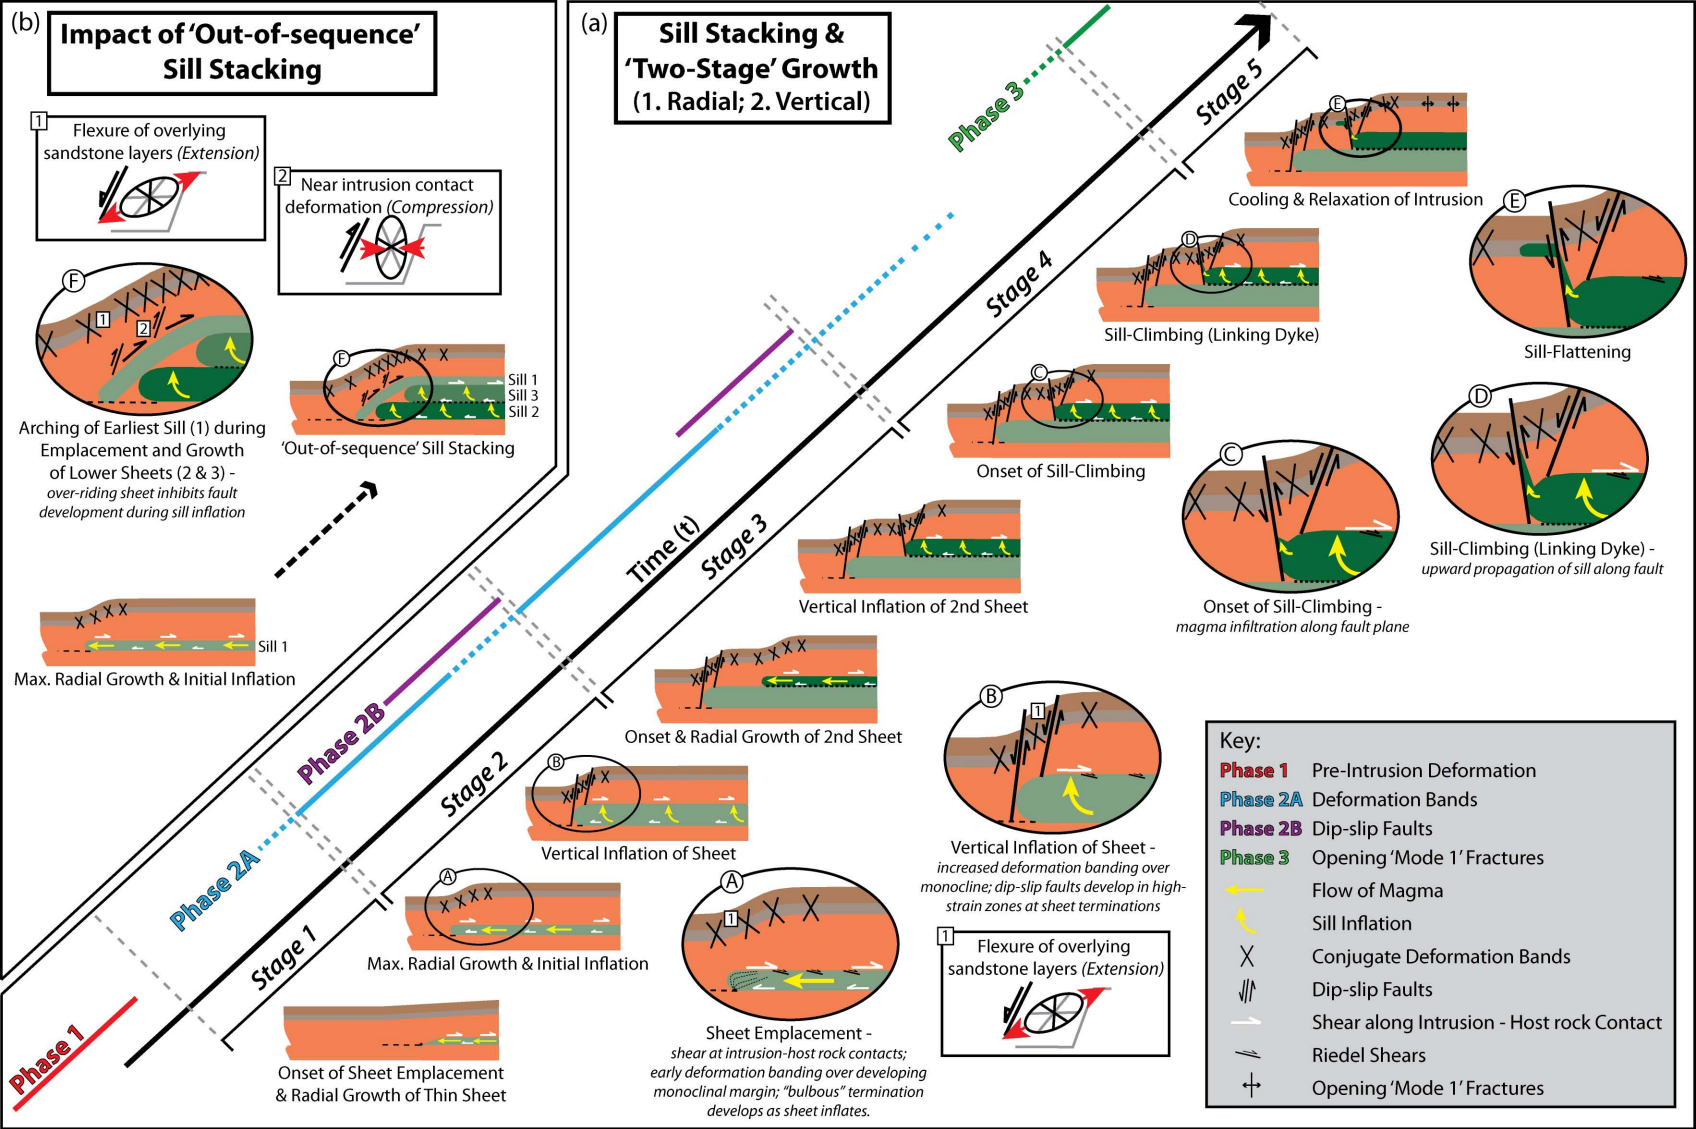 (b)
Impact of ‘Out-of-sequence’
Sill Stacking
1
Flexure of overlying
sandstone layers (Extension)
2
Near intrusion contact
deformation (Compression)
F
1
2
Arching of Earliest Sill (1) during
Emplacement and Growth
of Lower Sheets (2 & 3) -
over-riding sheet inhibits fault
development during sill inflation
F
Sill 1
Sill 3
Sill 2
‘Out-of-sequence’ Sill Stacking
Sill 1
Max. Radial Growth & Initial Inflation
(a)
Sill Stacking &
‘Two-Stage’ Growth
(1. Radial; 2. Vertical)
Phase 1
Phase 2A
Phase 2B
Phase 3
Time (t)
Stage 1
Stage 2
Stage 3
Stage 4
Stage 5
E
Cooling & Relaxation of Intrusion
D
Sill-Climbing (Linking Dyke)
C
Onset of Sill-Climbing
Vertical Inflation of 2nd Sheet
Onset & Radial Growth of 2nd Sheet
B
Vertical Inflation of Sheet
A
Max. Radial Growth & Initial Inflation
Onset of Sheet Emplacement
& Radial Growth of Thin Sheet
E
Sill-Flattening
D
Sill-Climbing (Linking Dyke) -
upward propagation of sill along fault
C
Onset of Sill-Climbing -
magma infiltration along fault plane
B
1
Vertical Inflation of Sheet -
increased deformation banding over
monocline; dip-slip faults develop in high-
strain zones at sheet terminations
A
1
Sheet Emplacement -
shear at intrusion-host rock contacts;
early deformation banding over developing
monoclinal margin; “bulbous” termination
develops as sheet inflates.
1
Flexure of overlying
sandstone layers (Extension)
Key:
Phase 1 Pre-Intrusion Deformation
Phase 2A Deformation Bands
Phase 2B Dip-slip Faults
Phase 3 Opening ‘Mode 1’ Fractures
Flow of Magma
Sill Inflation
Conjugate Deformation Bands
Dip-slip Faults
Shear along Intrusion - Host rock Contact
Riedel Shears
Opening ‘Mode 1’ Fractures